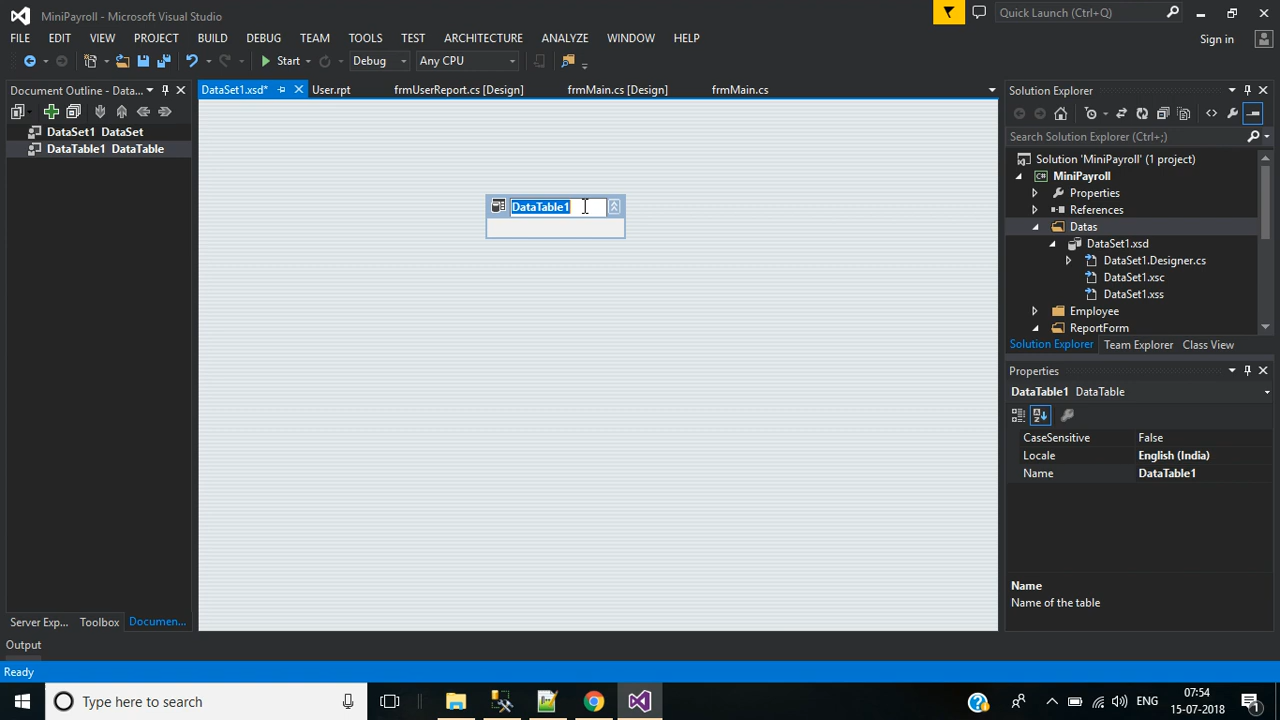 MiniPayroll - Microsoft Visual Studio
Quick Launch (Ctrl+Q)
FILE EDIT VIEW PROJECT BUILD DEBUG TEAM TOOLS TEST ARCHITECTURE ANALYZE WINDOW HELP
Sign in
Start Debug Any CPU
Document Outline - Data...
DataSet1.xsd* User.rpt frmUserReport.cs [Design] frmMain.cs [Design] frmMain.cs
Solution Explorer
Search Solution Explorer (Ctrl+;)
DataSet1 DataSet
DataTable1 DataTable
DataTable1
Solution 'MiniPayroll' (1 project)
MiniPayroll
Properties
References
Datas
DataSet1.xsd
DataSet1.Designer.cs
DataSet1.xsc
DataSet1.xss
Employee
ReportForm
Solution Explorer Team Explorer Class View
Properties
DataTable1 DataTable
CaseSensitive False
Locale English (India)
Name DataTable1
Name
Name of the table
Server Exp... Toolbox Documen...
Output
Ready
Type here to search
ENG
07:54
15-07-2018
1